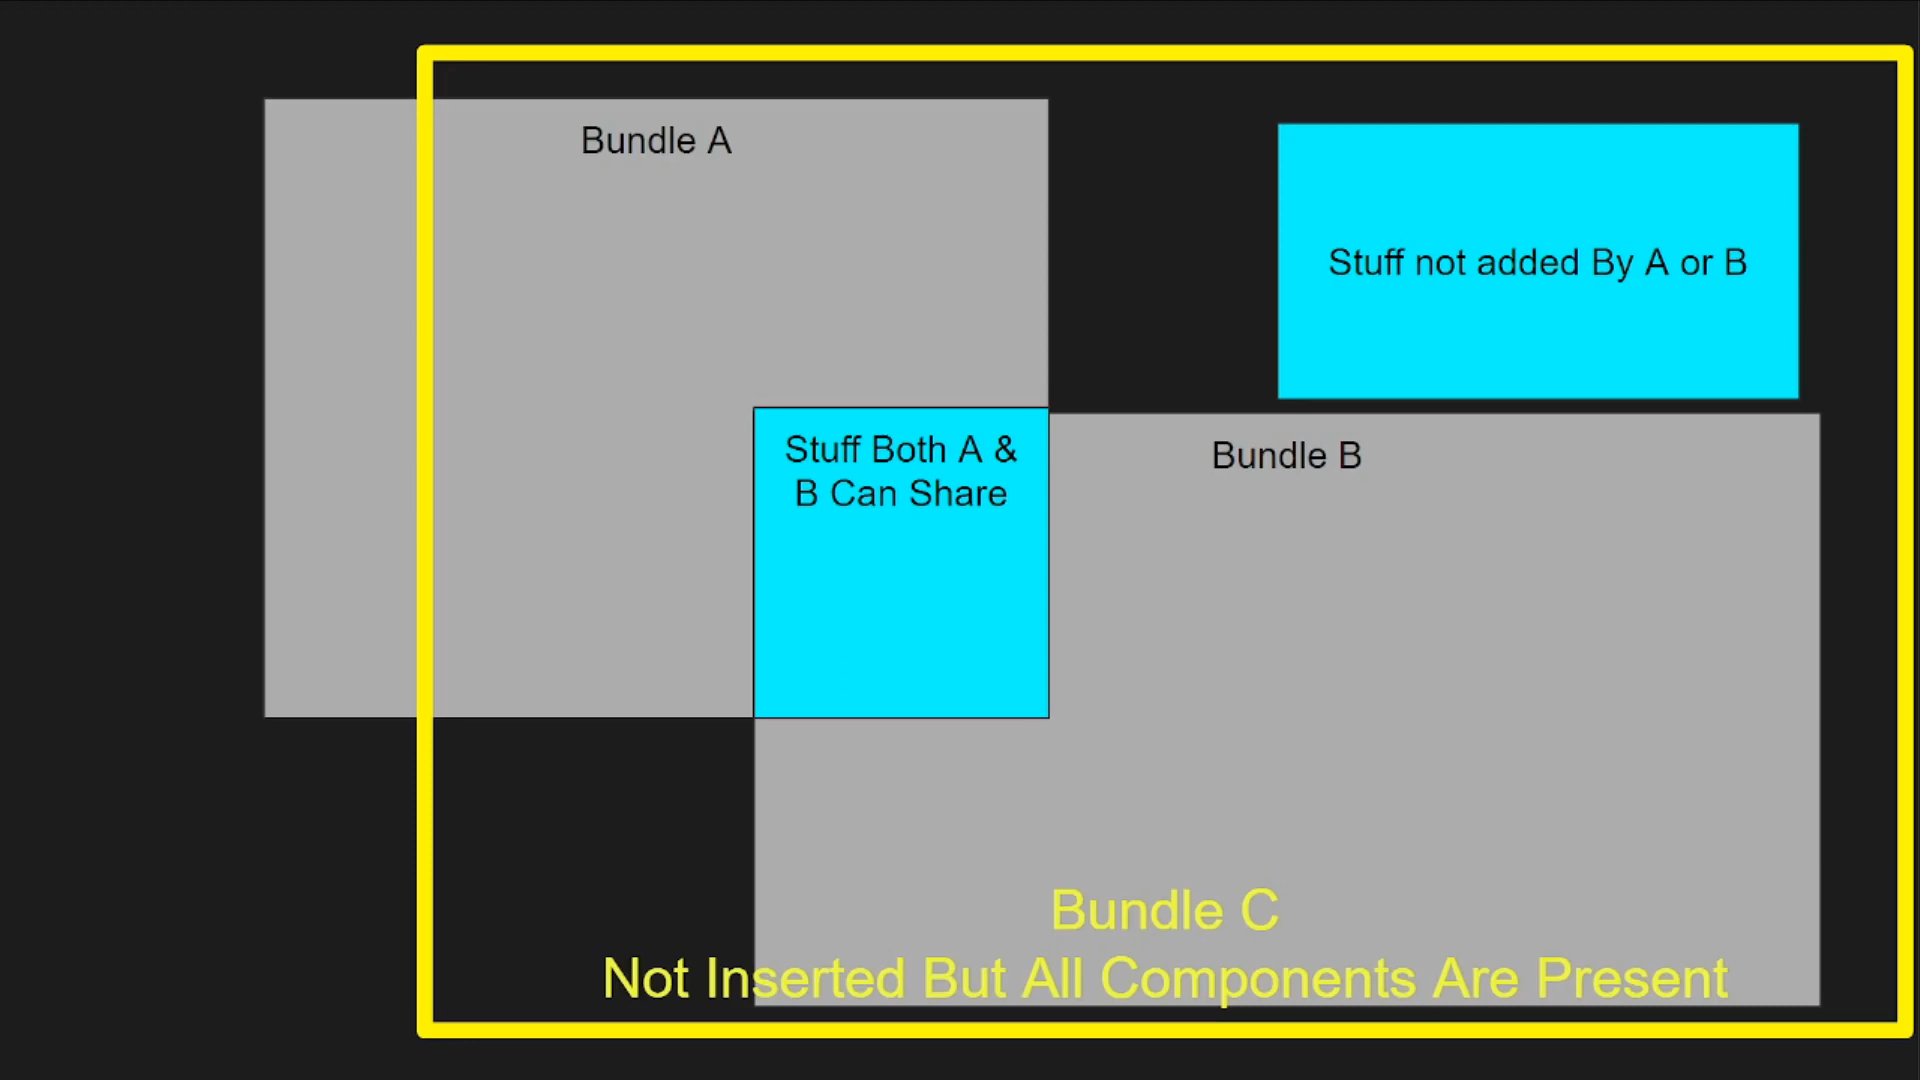 Bundle A
Stuff not added By A or B
Stuff Both A &
B Can Share
Bundle B
Bundle C
Not Inserted But All Components Are Present